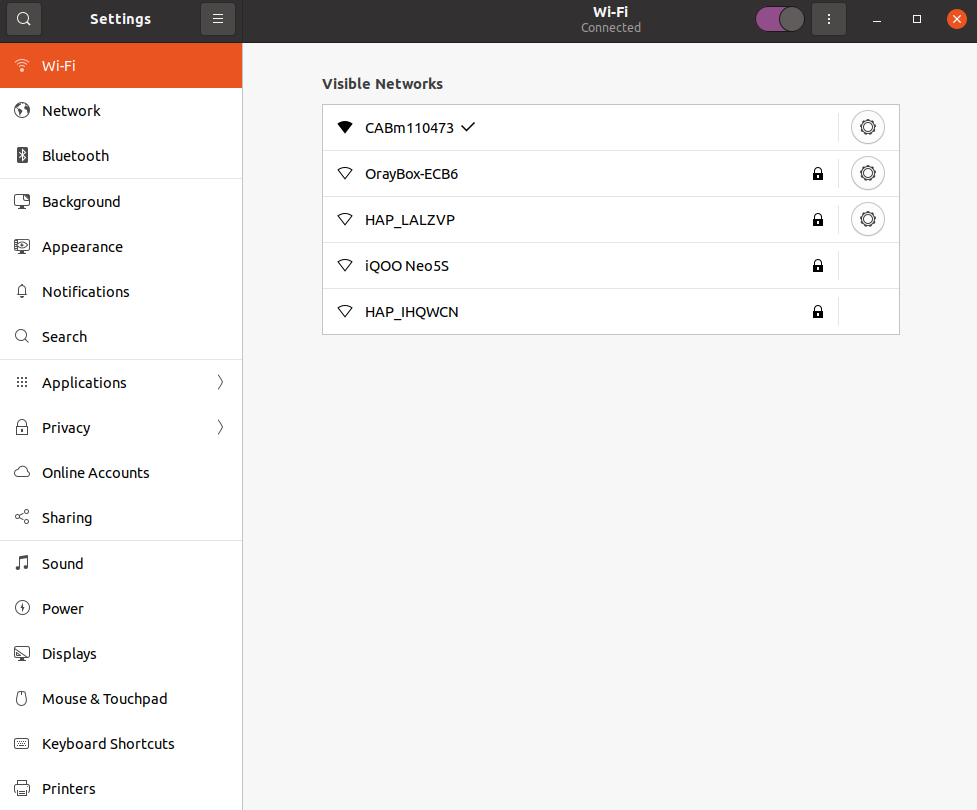 Settings
Wi-Fi
Connected
Wi-Fi
Network
Bluetooth
Background
Appearance
Notifications
Search
Applications
Privacy
Online Accounts
Sharing
Sound
Power
Displays
Mouse & Touchpad
Keyboard Shortcuts
Printers
Visible Networks
CABm110473
OrayBox-ECB6
HAP_LALZVP
iQOO Neo5S
HAP_IHQWCN